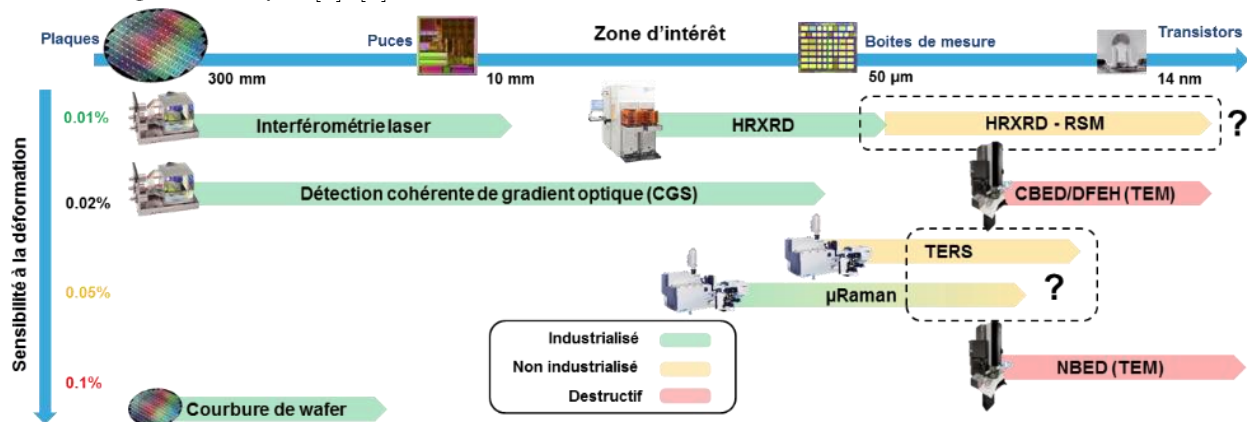 Plaques
Puces
Zone d'intérêt
Boites de mesure
Transistors
300 mm
10 mm
50 µm
14 nm
Sensibilité à la déformation
0.01%
Interférométrie laser
HRXRD
HRXRD - RSM
?
0.02%
Détection cohérente de gradient optique (CGS)
CBED/DFEH (TEM)
TERS
0.05%
µRaman
?
Industrialisé
Non industrialisé
Destructif
NBED (TEM)
0.1%
Courbure de wafer